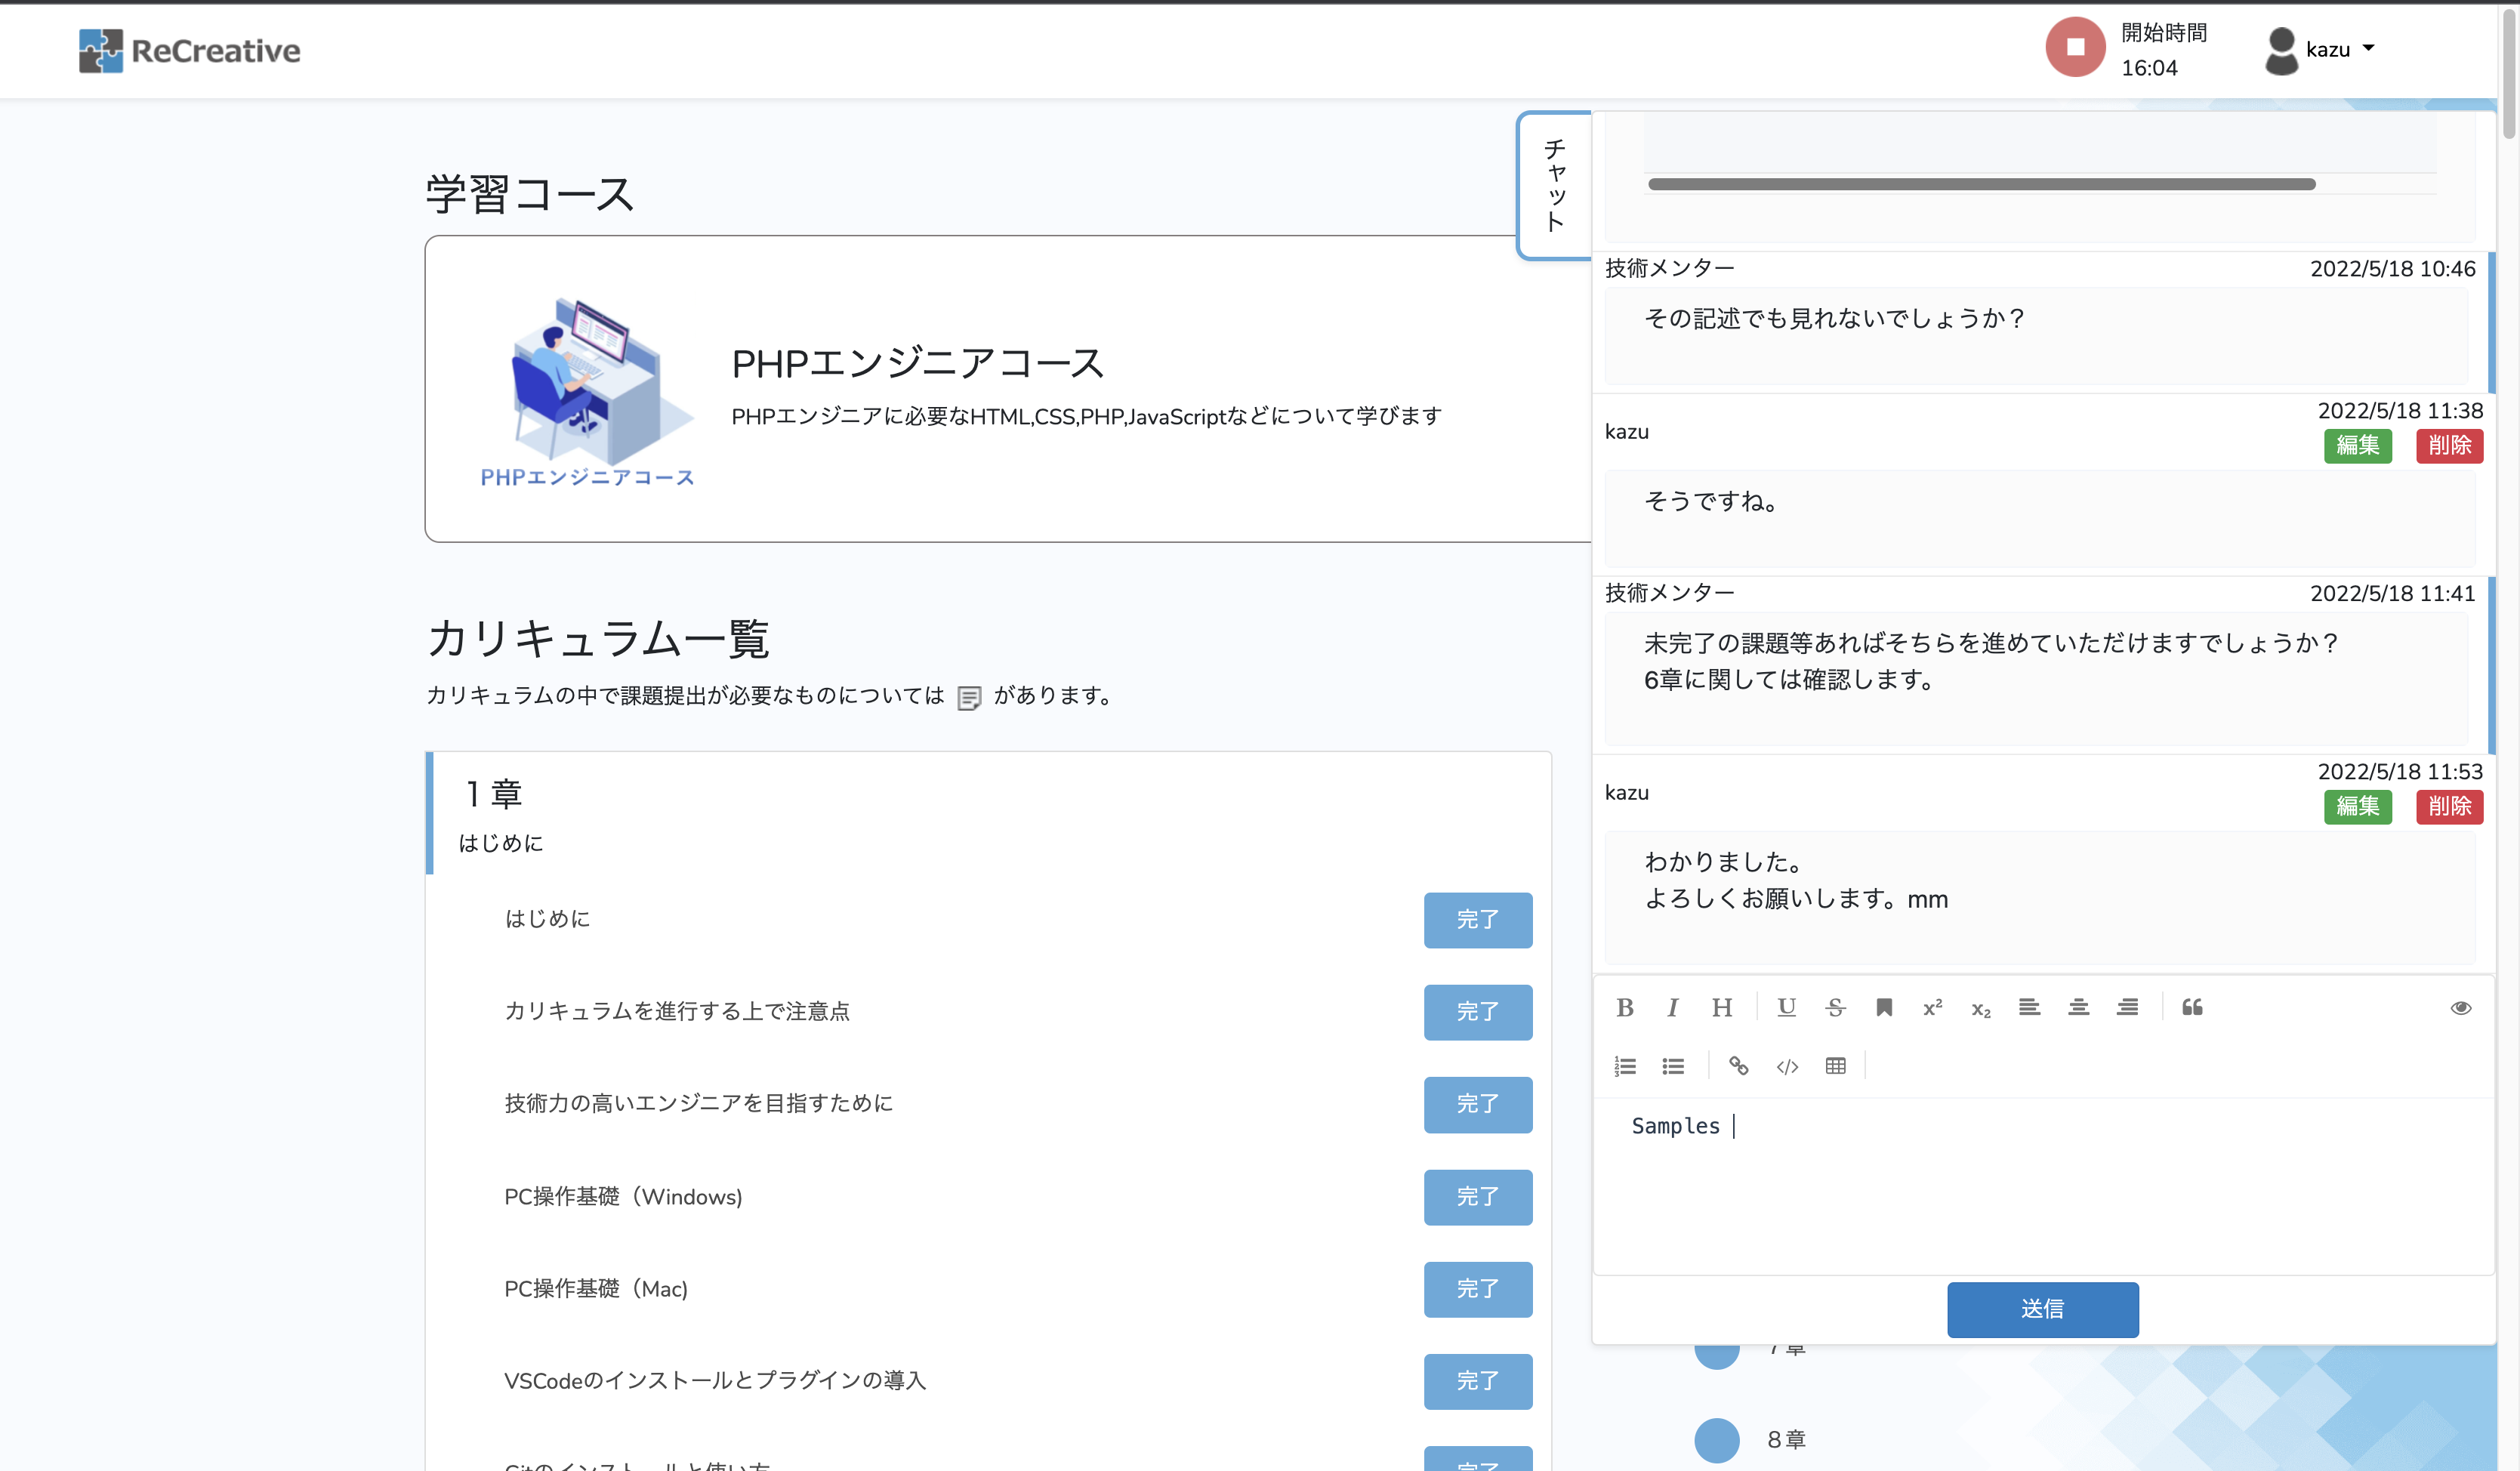 ReCreative
開始時間
16:04
kazu
学習コース
PHPエンジニアコース
PHPエンジニアコース
PHPエンジニアに必要なHTML,CSS,PHP,JavaScriptなどについて学びます
カリキュラム一覧
カリキュラムの中で課題提出が必要なものについては があります。
1 章
はじめに
はじめに
完了
カリキュラムを進行する上で注意点
完了
技術力の高いエンジニアを目指すために
完了
PC操作基礎（Windows)
完了
PC操作基礎（Mac)
完了
VSCodeのインストールとプラグインの導入
完了
Gitのインストールと使い方
完了
チャット
技術メンター
2022/5/18 10:46
その記述でも見れないでしょうか？
2022/5/18 11:38
kazu
編集 削除
そうですね。
技術メンター
2022/5/18 11:41
未完了の課題等あればそちらを進めていただけますでしょうか？
6章に関しては確認します。
2022/5/18 11:53
kazu
編集 削除
わかりました。
よろしくお願いします。mm
Samples
送信
7 章
8 章